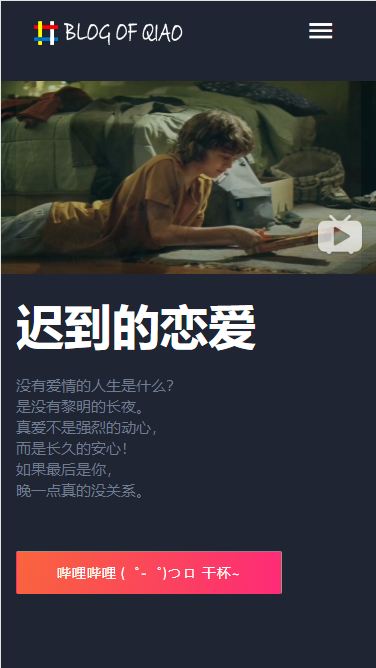 BLOG OF QIAO
迟到的恋爱
没有爱情的人生是什么？
是没有黎明的长夜。
真爱不是强烈的动心，
而是长久的安心！
如果最后是你，
晚一点真的没关系。
哔哩哔哩 (゜-゜)つロ 干杯~